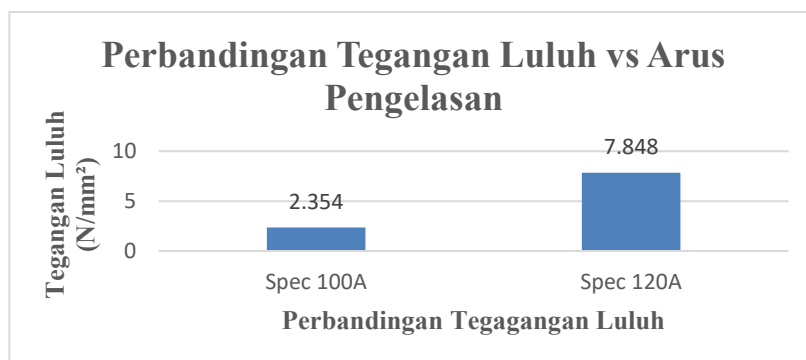 Perbandingan Tegangan Luluh vs Arus
Pengelasan
Tegangan Luluh
(N/mm²)
10
5
0
2.354
7.848
Spec 100A
Spec 120A
Perbandingan Tegagangan Luluh